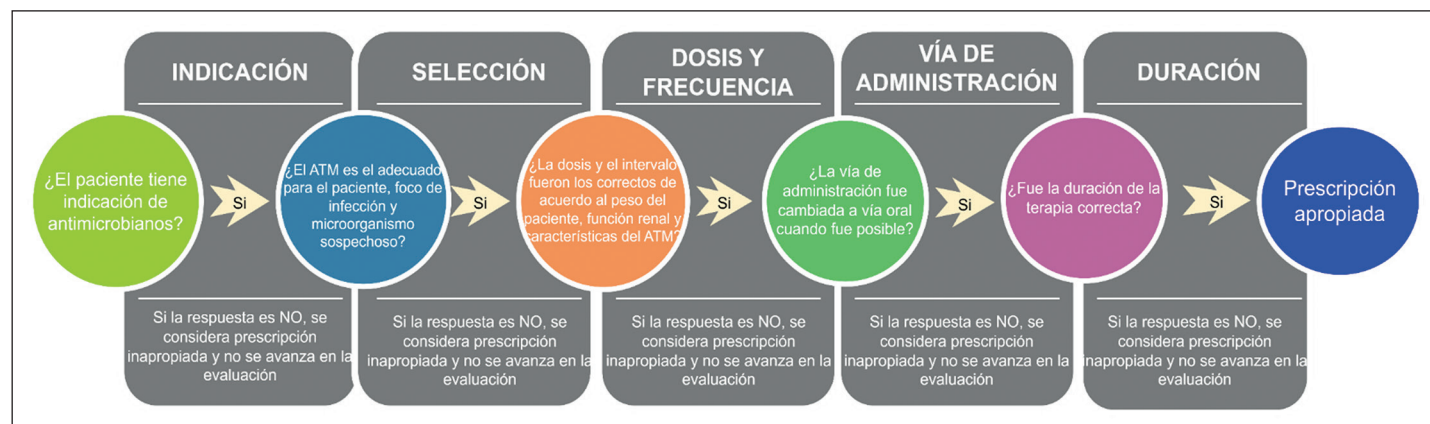 INDICACIÓN
SELECCIÓN
DOSIS Y
FRECUENCIA
VÍA DE
ADMINISTRACIÓN
DURACIÓN
¿El paciente tiene
indicación de
antimicrobianos?
Si
¿El ATM es el adecuado
para el paciente, foco de
infección y
microorganismo
sospechoso?
Si
¿La dosis y el intervalo
fueron los correctos de
acuerdo al peso del
paciente, función renal y
características del ATM?
Si
¿La vía de
administración fue
cambiada a vía oral
cuando fue posible?
Si
¿Fue la duración de la
terapia correcta?
Si
Prescripción
apropiada
Si la respuesta es NO, se
considera prescripción
inapropiada y no se avanza en la
evaluación
Si la respuesta es NO, se
considera prescripción
inapropiada y no se avanza en la
evaluación
Si la respuesta es NO, se
considera prescripción
inapropiada y no se avanza en la
evaluación
Si la respuesta es NO, se
considera prescripción
inapropiada y no se avanza en la
evaluación
Si la respuesta es NO, se
considera prescripción
inapropiada y no se avanza en la
evaluación